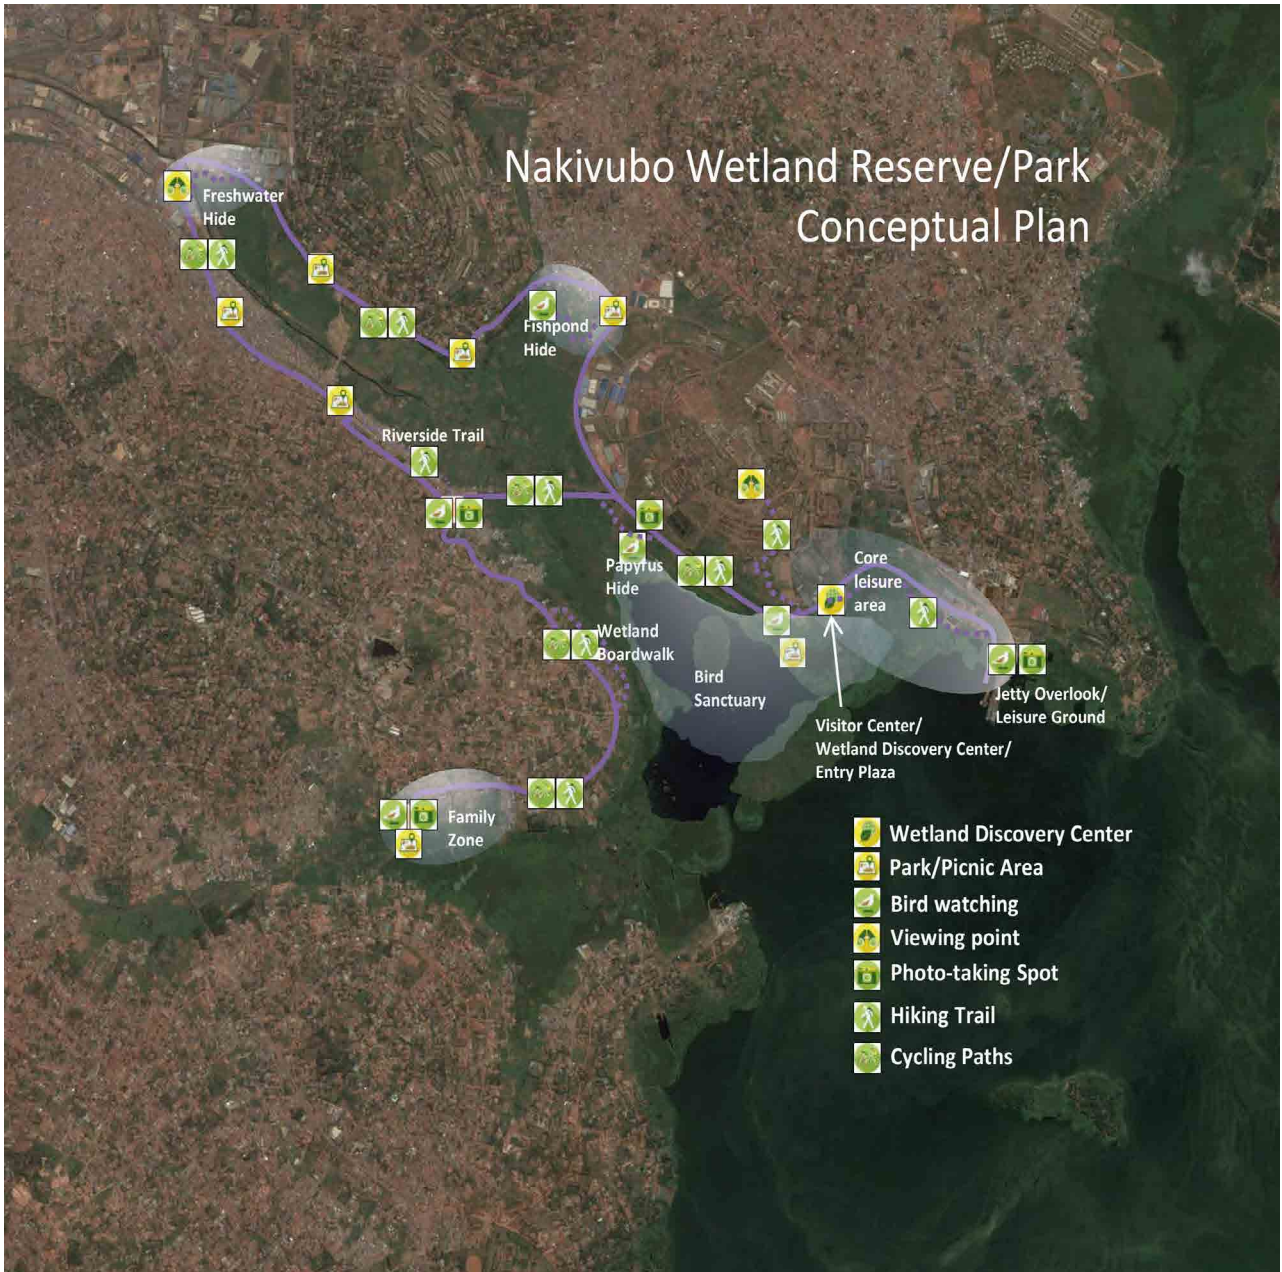 Nakivubo Wetland Reserve/Park
Conceptual Plan
Freshwater
Hide
Fishpond
Hide
Riverside Trail
Papyrus
Hide
Core
leisure
area
Wetland
Boardwalk
Bird
Sanctuary
Jetty Overlook/
Leisure Ground
Visitor Center/
Wetland Discovery Center/
Entry Plaza
Family
Zone
Wetland Discovery Center
Park/Picnic Area
Bird watching
Viewing point
Photo-taking Spot
Hiking Trail
Cycling Paths